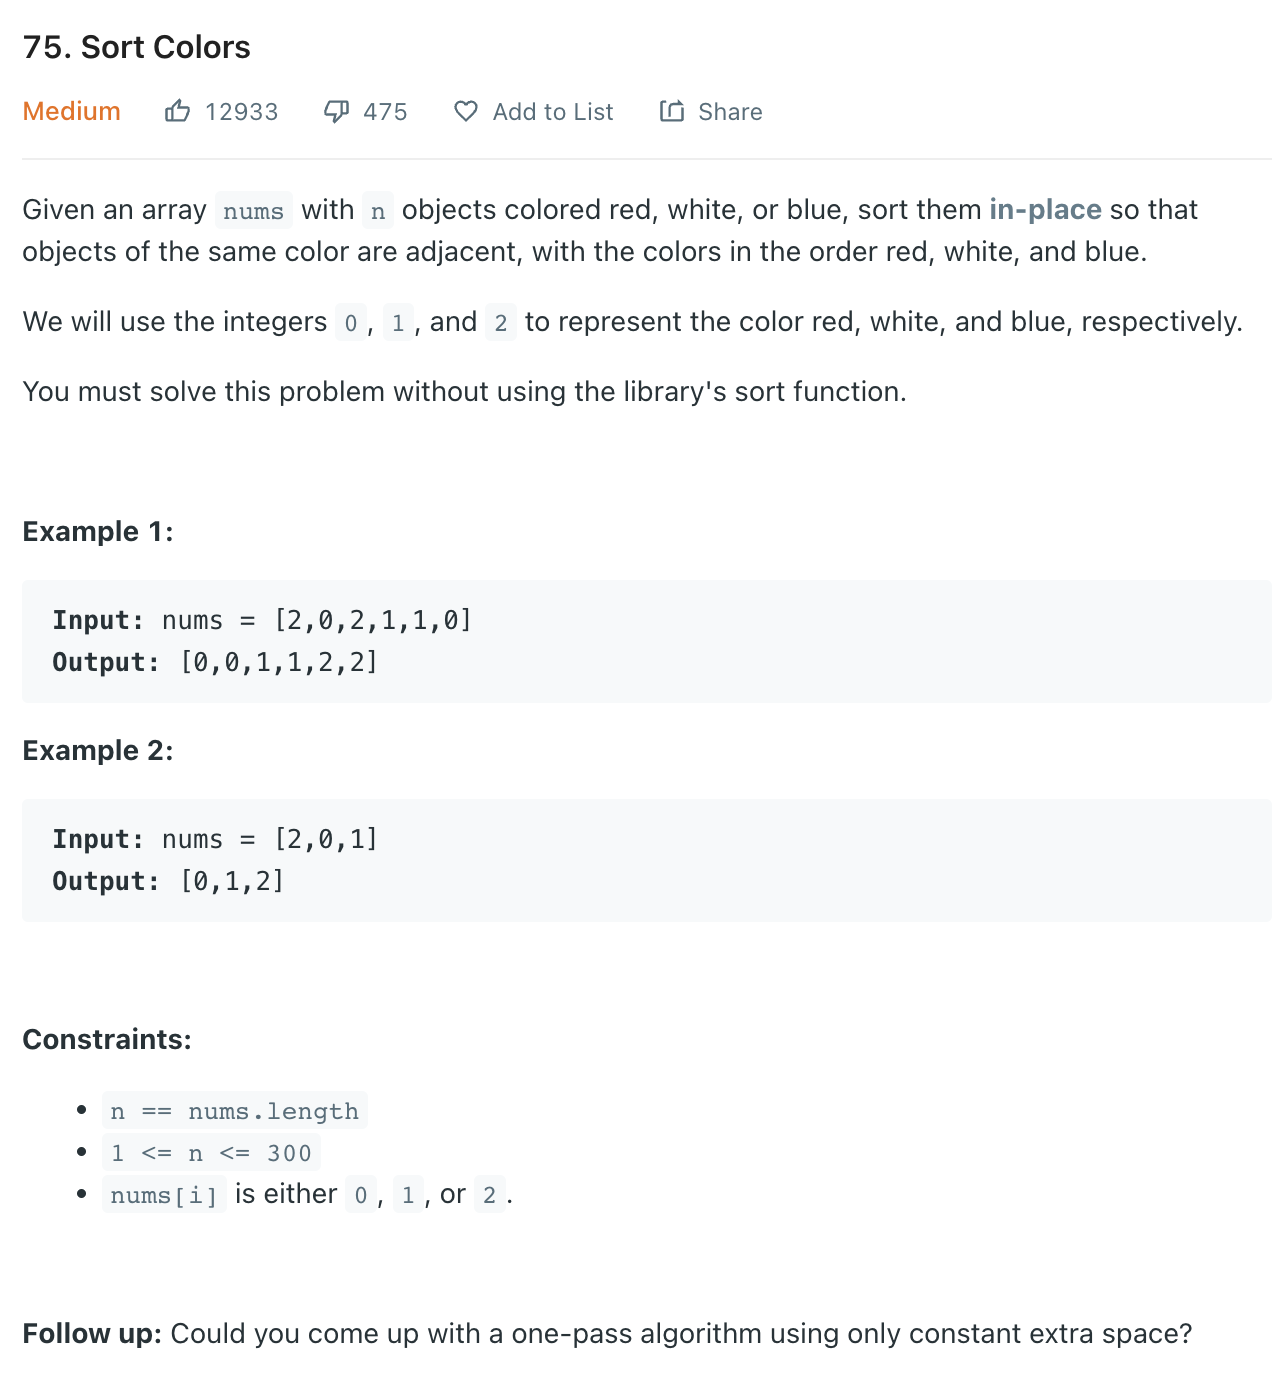 75. Sort Colors
Medium 12933 475 Add to List Share
Given an array nums with n objects colored red, white, or blue, sort them in-place so that
objects of the same color are adjacent, with the colors in the order red, white, and blue.
We will use the integers 0, 1, and 2 to represent the color red, white, and blue, respectively.
You must solve this problem without using the library's sort function.
Example 1:
Input: nums = [2,0,2,1,1,0]
Output: [0,0,1,1,2,2]
Example 2:
Input: nums = [2,0,1]
Output: [0,1,2]
Constraints:
• n == nums.length
• 1 <= n <= 300
• nums[i] is either 0, 1, or 2.
Follow up: Could you come up with a one-pass algorithm using only constant extra space?